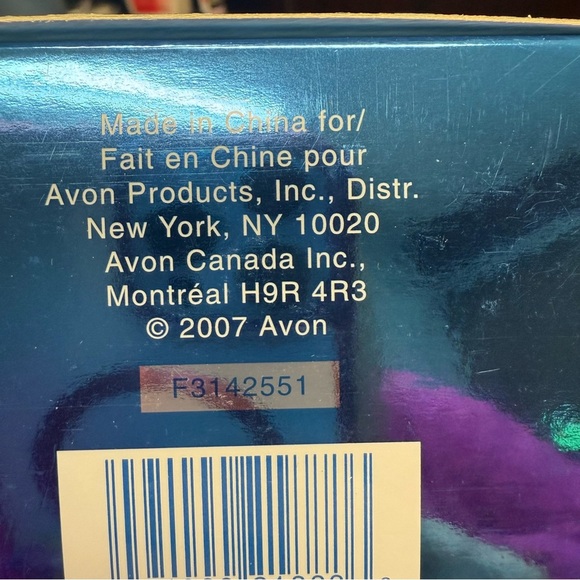 Made in China for/
Fait en Chine pour
Avon Products, Inc., Distr.
New York, NY 10020
Avon Canada Inc.,
Montréal H9R 4R3
© 2007 Avon
F3142551